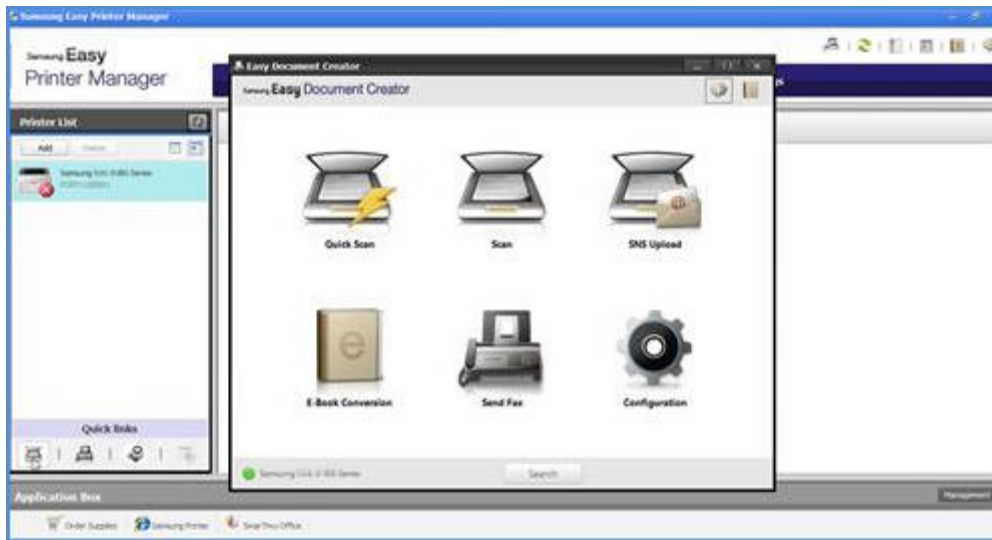 Samsung Easy Printer Manager
Samsung Easy
Printer Manager
Easy Document Creator
Samsung Easy Document Creator
Printer List
Add
Delete
Quick Scan
Scan
SNS Upload
E-Book Conversion
Send Fax
Configuration
Quick links
Search
Application Box
Management
Order Supplies
Samsung Printer
SmarThru Office